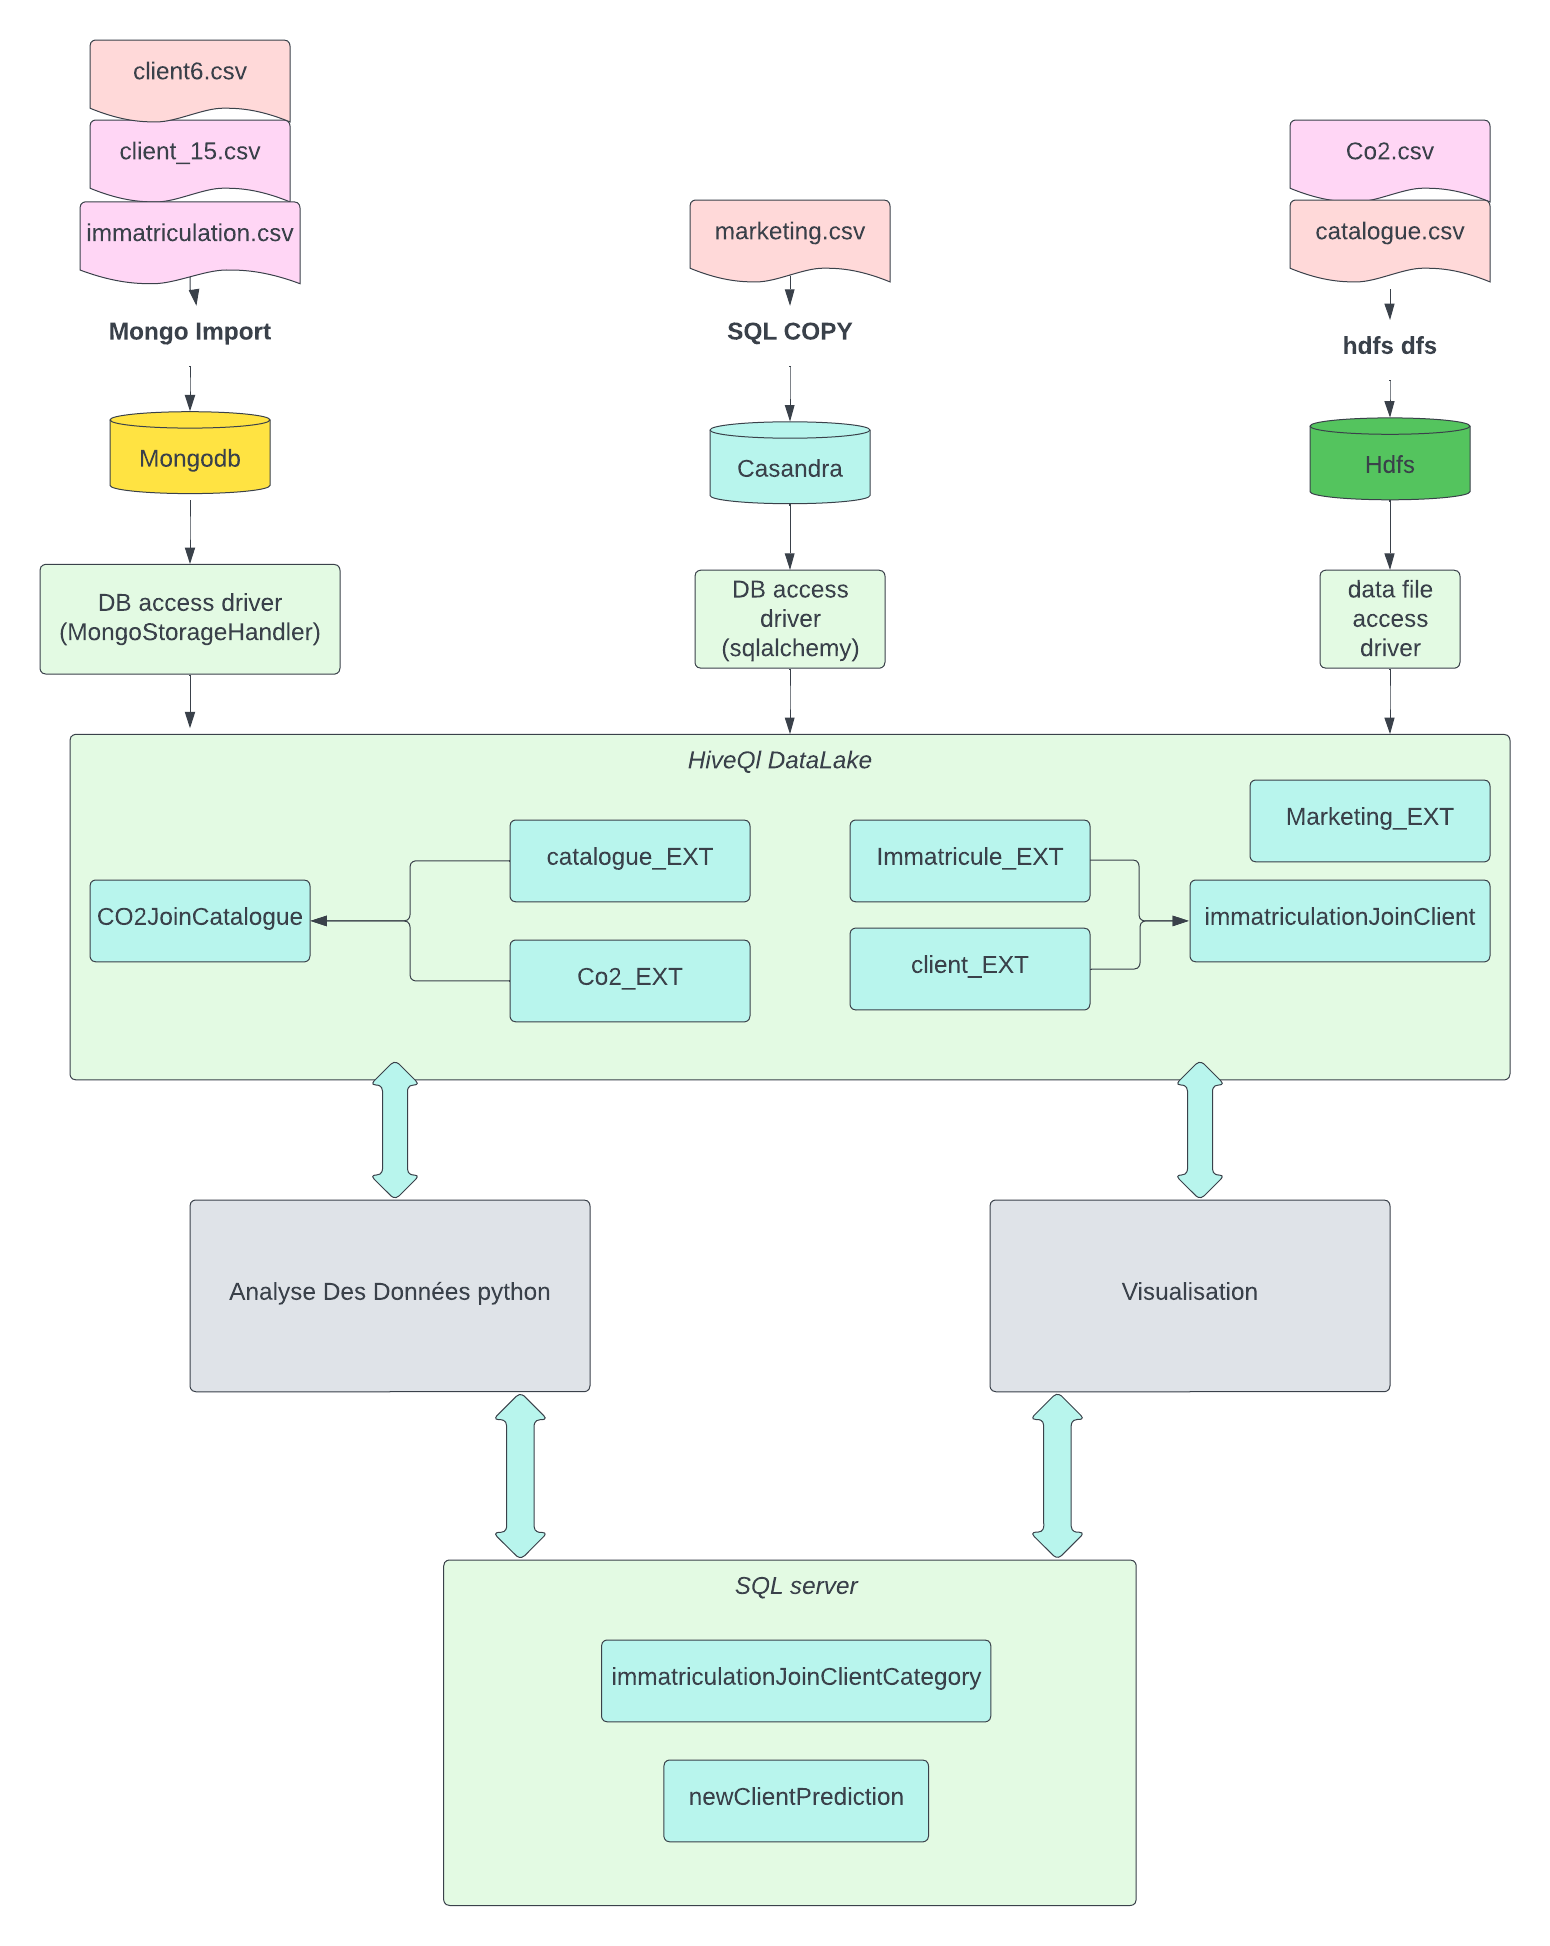 client6.csv
client_15.csv
immatriculation.csv
Mongo Import
Mongodb
DB access driver
(MongoStorageHandler)
marketing.csv
SQL COPY
Casandra
DB access
driver
(sqlalchemy)
Co2.csv
catalogue.csv
hdfs dfs
Hdfs
data file
access
driver
HiveQl DataLake
CO2JoinCatalogue
catalogue_EXT
Co2_EXT
Immatricule_EXT
client_EXT
Marketing_EXT
immatriculationJoinClient
Analyse Des Données python
Visualisation
SQL server
immatriculationJoinClientCategory
newClientPrediction